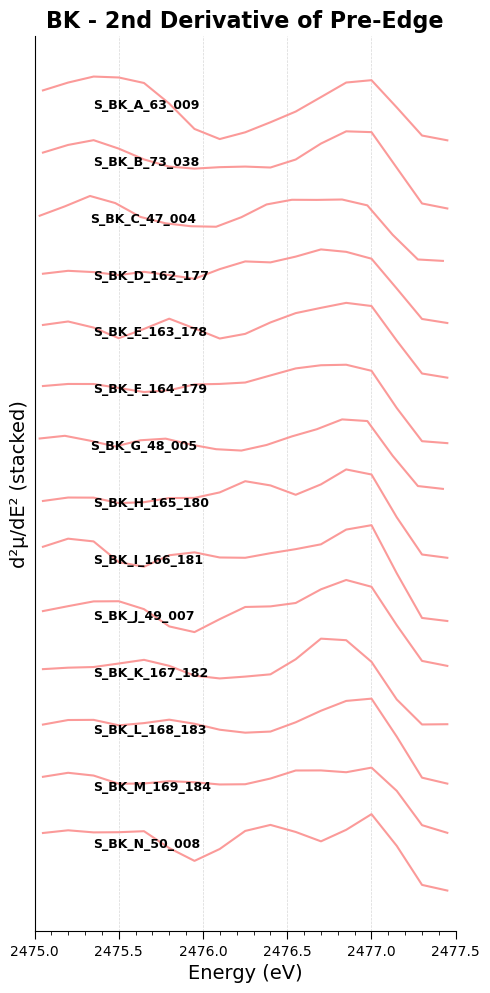 BK - 2nd Derivative of Pre-Edge
S_BK_A_63_009
S_BK_B_73_038
S_BK_C_47_004
S_BK_D_162_177
S_BK_E_163_178
S_BK_F_164_179
S_BK_G_48_005
S_BK_H_165_180
S_BK_I_166_181
S_BK_J_49_007
S_BK_K_167_182
S_BK_L_168_183
S_BK_M_169_184
S_BK_N_50_008
d²μ/dE² (stacked)
2475.0 2475.5 2476.0 2476.5 2477.0 2477.5
Energy (eV)